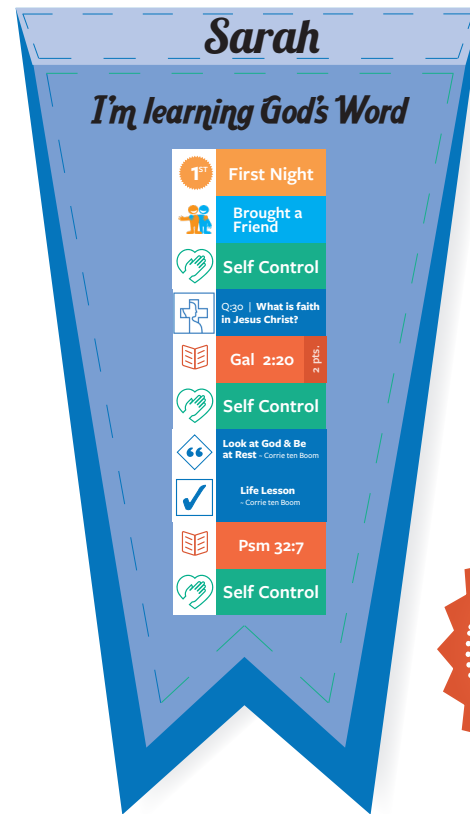 Sarah
I'm learning God's Word
1ST First Night
Brought a
Friend
Self Control
Q:30 | What is faith
in Jesus Christ?
Gal 2:20 2 pts.
Self Control
“ Look at God & Be
at Rest – Corrie ten Boom
Life Lesson
– Corrie ten Boom
Psm 32:7
Self Control